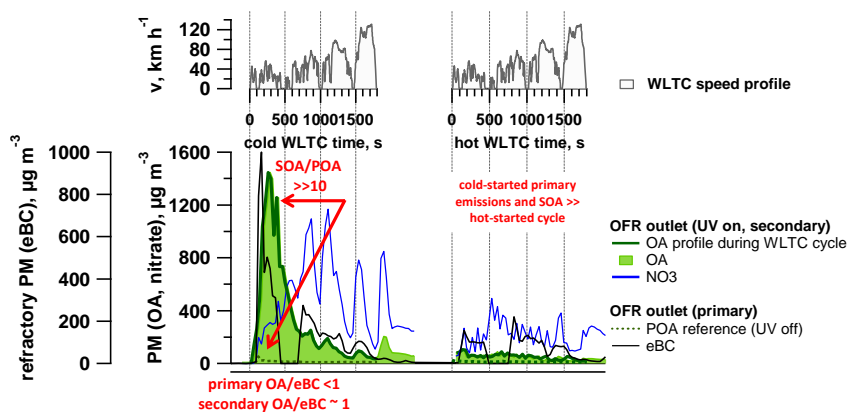 v, km h-1
120
80
40
0
0 500 1000 1500
cold WLTC time, s
0 500 1000 1500
hot WLTC time, s
WLTC speed profile
refractory PM (eBC), µg m-3
1000
800
600
400
200
0
PM (OA, nitrate), µg m-3
1600
1200
800
400
0
SOA/POA
>>10
cold-started primary
emissions and SOA >>
hot-started cycle
primary OA/eBC <1
secondary OA/eBC ~ 1
OFR outlet (UV on, secondary)
OA profile during WLTC cycle
OA
NO3
OFR outlet (primary)
POA reference (UV off)
eBC